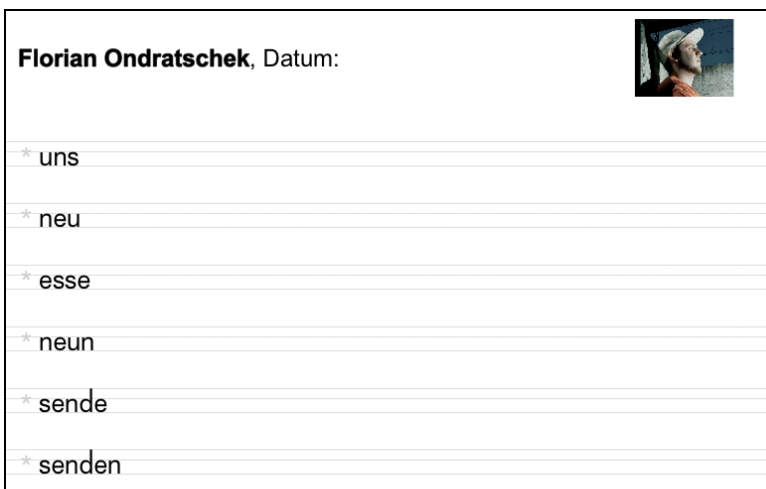 Florian Ondratschek, Datum:
* uns
* neu
* esse
* neun
* sende
* senden